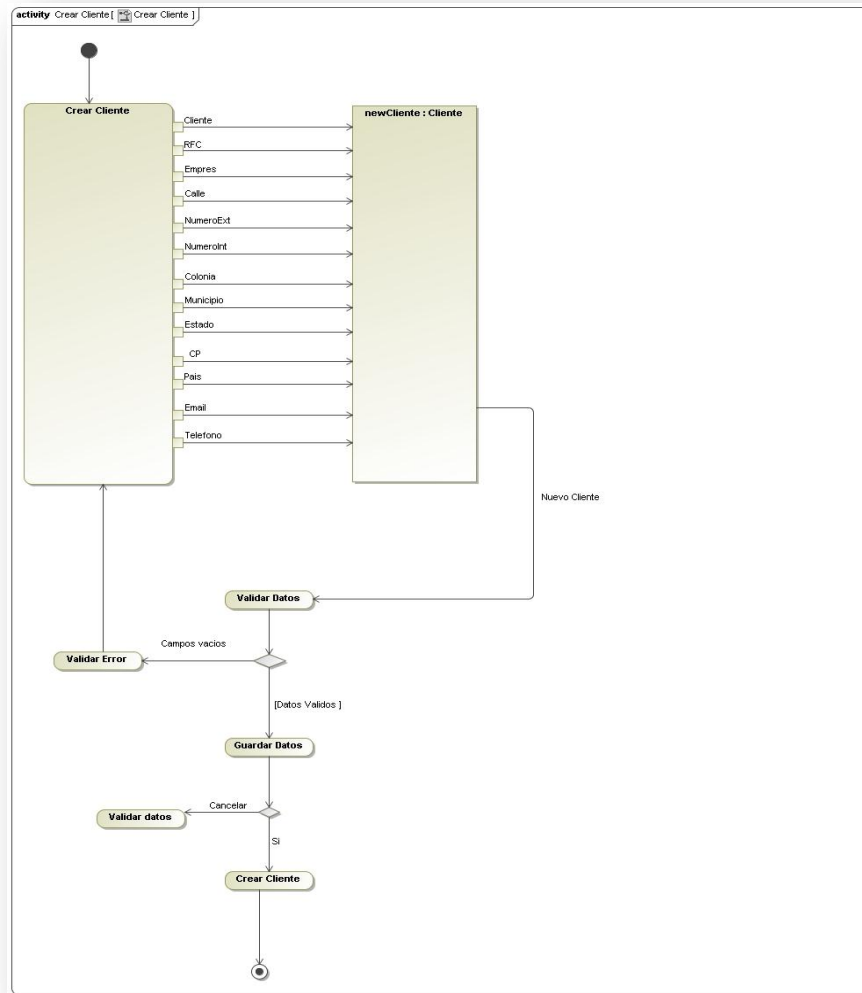 activity Crear Cliente [ Crear Cliente ]
Crear Cliente
newCliente : Cliente
Cliente
RFC
Empres
Calle
NumeroExt
NumeroInt
Colonia
Municipio
Estado
CP
Pais
Email
Telefono
Nuevo Cliente
Validar Datos
Campos vacios
Validar Error
[Datos Validos ]
Guardar Datos
Cancelar
Validar datos
Si
Crear Cliente